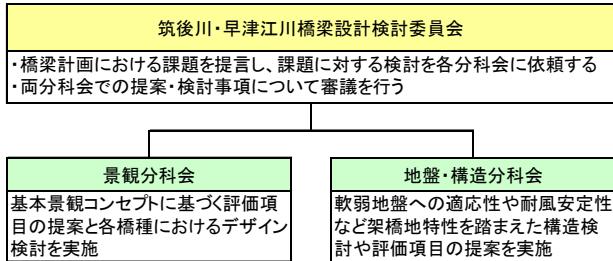 筑後川・早津江川橋梁設計検討委員会
・橋梁計画における課題を提言し、課題に対する検討を各分科会に依頼する
・両分科会での提案・検討事項について審議を行う
景観分科会
基本景観コンセプトに基づく評価項
目の提案と各橋種におけるデザイン
検討を実施
地盤・構造分科会
軟弱地盤への適応性や耐風安定性
など架橋地特性を踏まえた構造検
討や評価項目の提案を実施